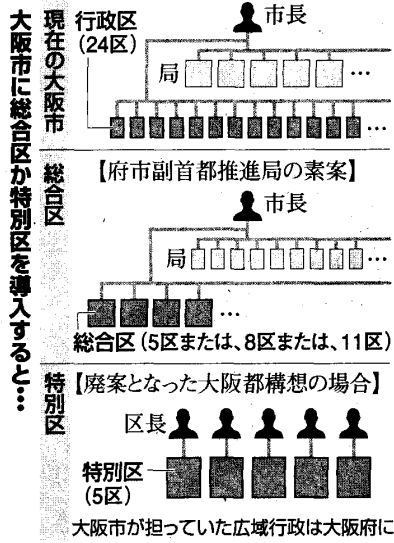 大阪市に総合区か特別区を導入すると…
現在の大阪市
市長
行政区
(24区)
局
…
…
総合区
【府市副首都推進局の素案】
市長
局
…
…
総合区(5区または、8区または、11区)
特別区
【廃案となった大阪都構想の場合】
区長
特別区
(5区)
大阪市が担っていた広域行政は大阪府に